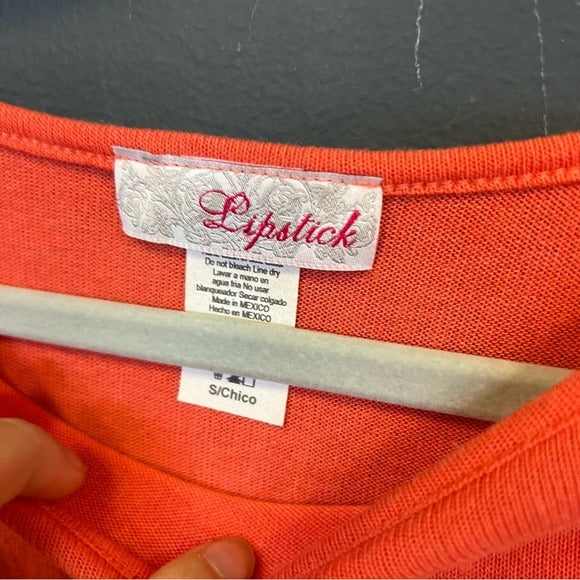 Lipstick
Do not bleach Line dry
Lavar a mano en
agua fria No usar
blanqueador Secar colgado
Made in MEXICO
Hecho en MEXICO
S/Chico